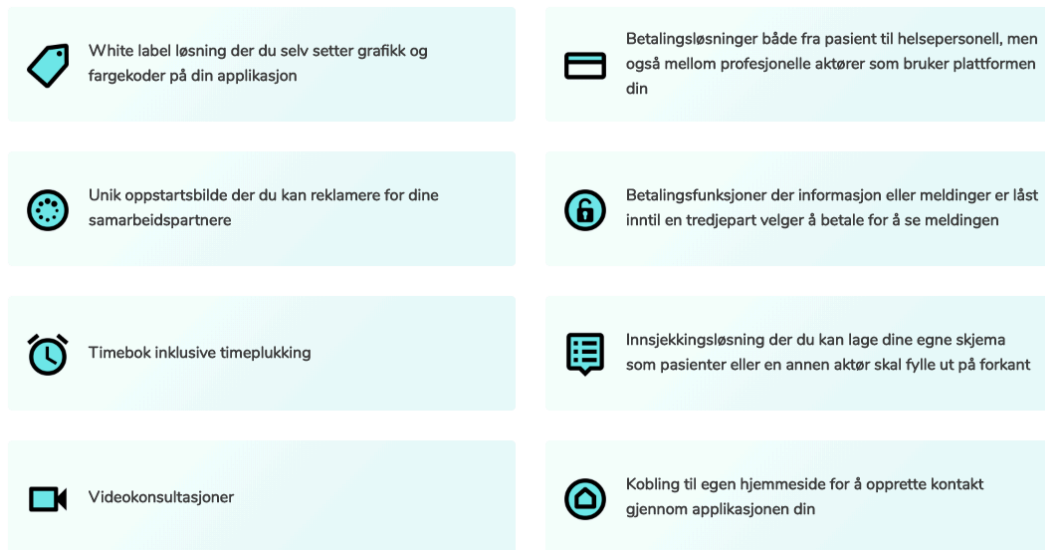 White label løsning der du selv setter grafikk og
fargekoder på din applikasjon
Betalingsløsninger både fra pasient til helsepersonell, men
også mellom profesjonelle aktører som bruker plattformen
din
Unik oppstartsbilde der du kan reklamere for dine
samarbeidspartnere
Betalingsfunksjoner der informasjon eller meldinger er låst
inntil en tredjepart velger å betale for å se meldingen
Timebok inklusive timeplukking
Innsjekkingsløsning der du kan lage dine egne skjema
som pasienter eller en annen aktør skal fylle ut på forkant
Videokonsultasjoner
Kobling til egen hjemmeside for å opprette kontakt
gjennom applikasjonen din